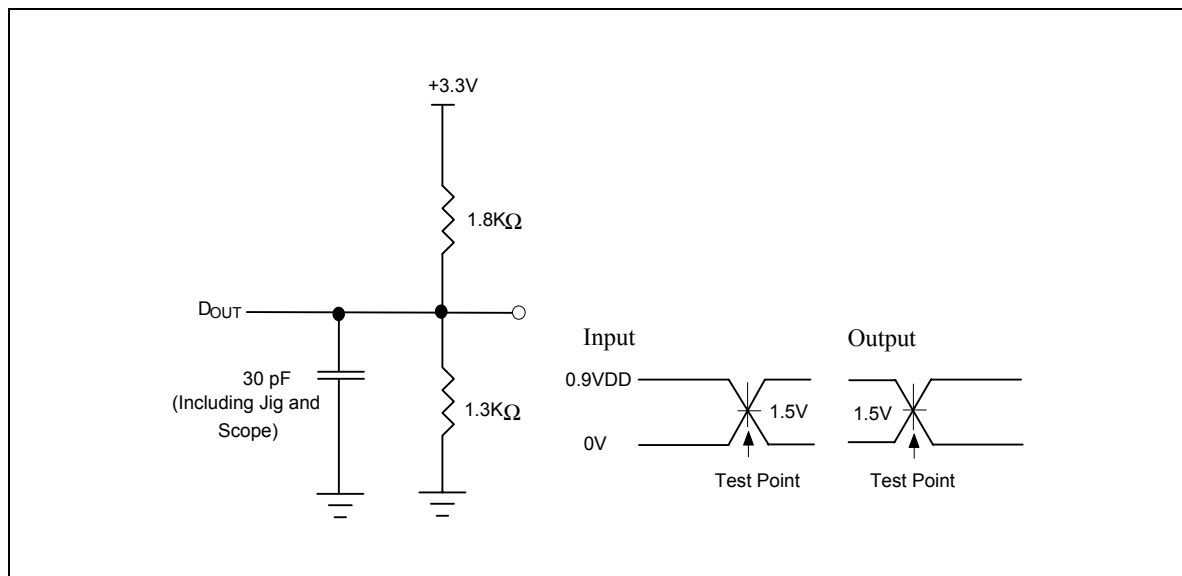 +3.3V
1.8KΩ
DOUT
30 pF
(Including Jig and
Scope)
1.3KΩ
Input
Output
0.9VDD
1.5V
1.5V
0V
Test Point
Test Point